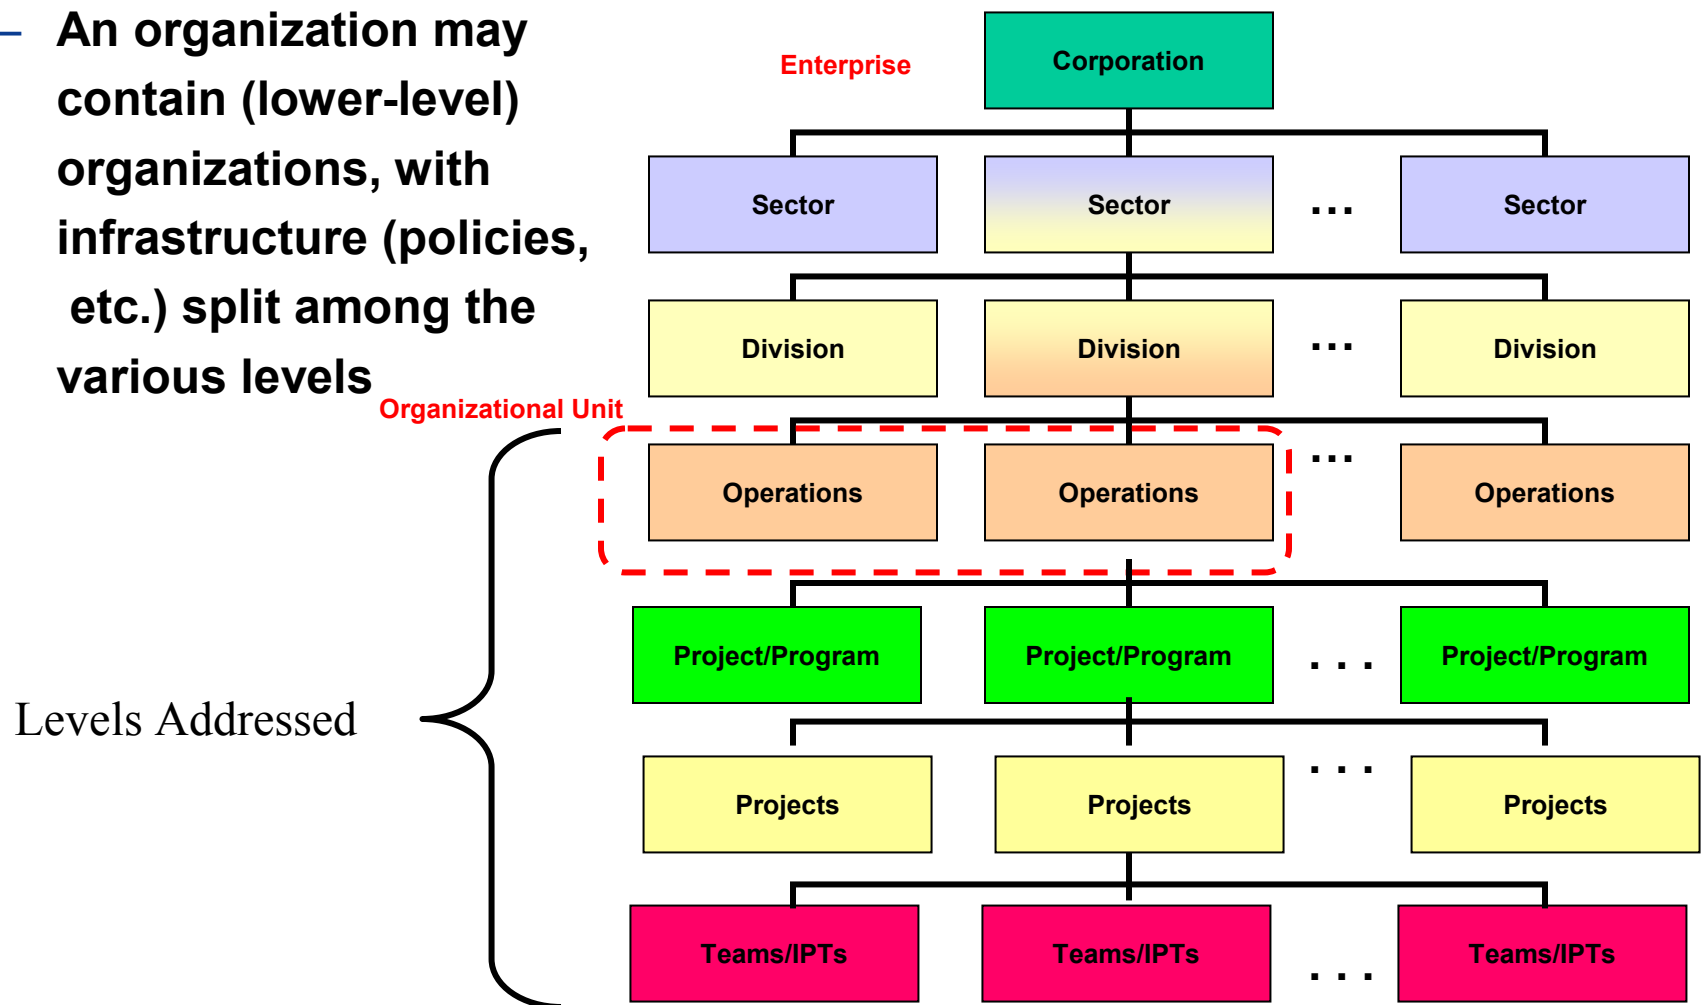 – An organization may
contain (lower-level)
organizations, with
infrastructure (policies,
etc.) split among the
various levels
Enterprise
Corporation
Sector
Sector
...
Sector
Division
Division
...
Division
Organizational Unit
Operations
Operations
...
Operations
Project/Program
Project/Program
. . .
Project/Program
Levels Addressed
Projects
Projects
. . .
Projects
Teams/IPTs
Teams/IPTs
. . .
Teams/IPTs